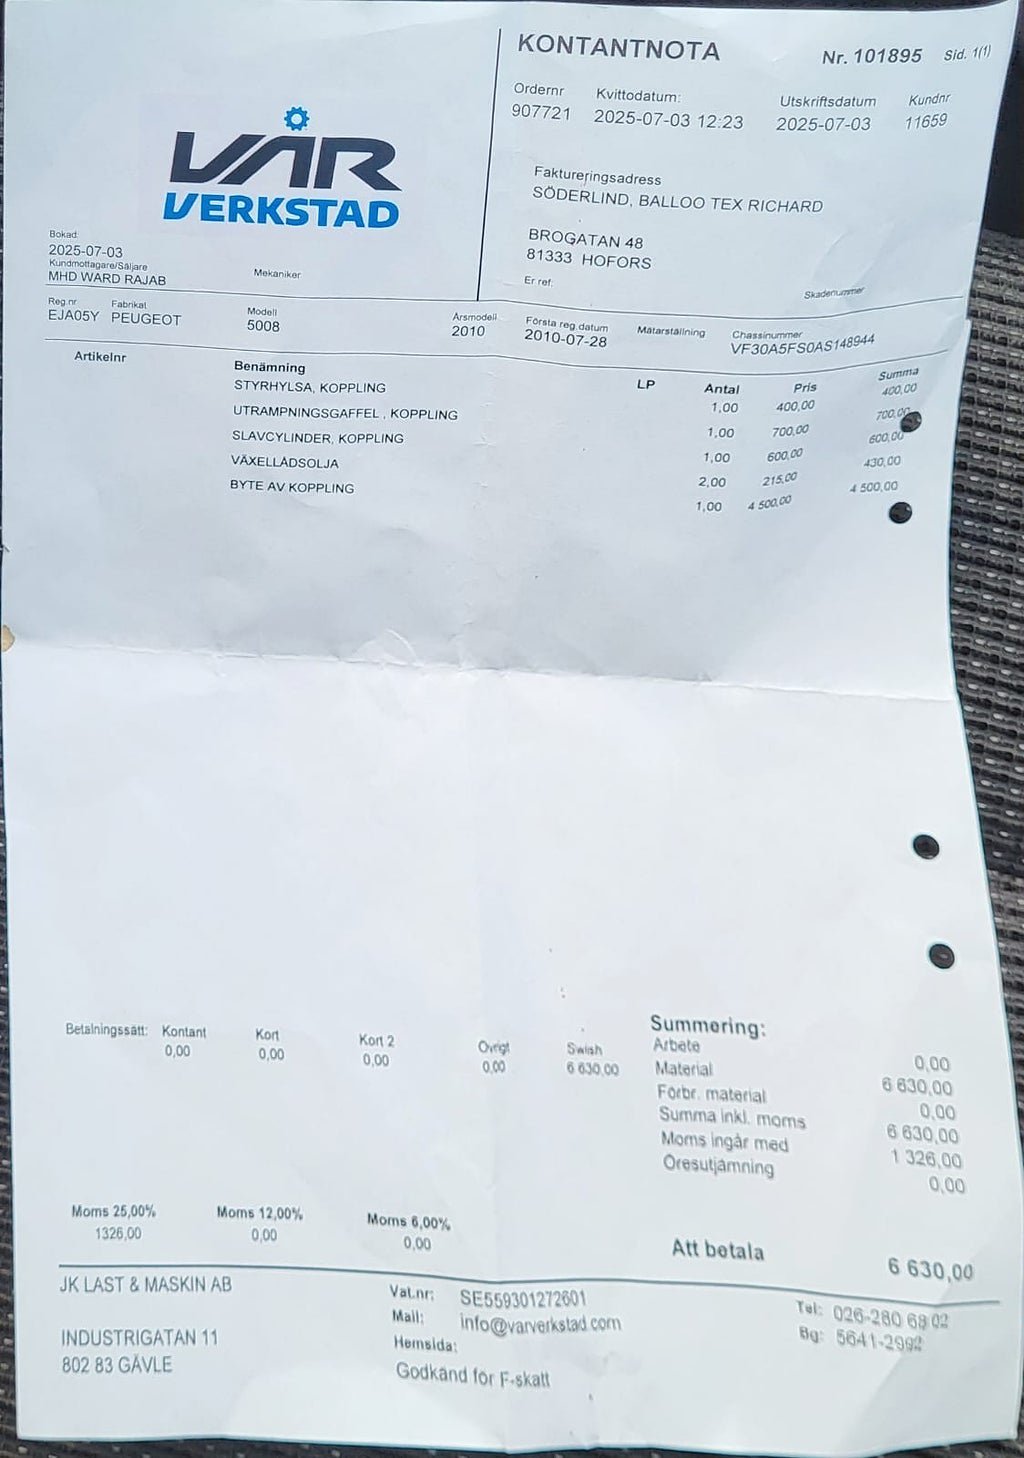 KONTANTNOTA
Nr. 101895 Sid. 1(1)
Ordernr Kvittodatum: Utskriftsdatum Kundnr
907721 2025-07-03 12:23 2025-07-03 11659
VÅR
VERKSTAD
Faktureringsadress
SÖDERLIND, BALLOO TEX RICHARD
BROGATAN 48
81333 HOFORS
Er ref:
Skadenummer
Bokad:
2025-07-03
Kundmottagare/Säljare Mekaniker
MHD WARD RAJAB
Reg.nr Fabrikat Modell Årsmodell Första reg.datum Mätarställning Chassinummer
EJA05Y PEUGEOT 5008 2010 2010-07-28 VF30A5FS0AS148944
Artikelnr Benämning LP Antal Pris Summa
STYRHYLSA, KOPPLING 1,00 400,00 400,00
UTRAMPNINGSGAFFEL , KOPPLING 1,00 700,00 700,00
SLAVCYLINDER, KOPPLING 1,00 600,00 600,00
VÄXELLÅDSOLJA 2,00 215,00 430,00
BYTE AV KOPPLING 1,00 4 500,00 4 500,00
Betalningssätt: Kontant Kort Kort 2 Övrigt Swish
0,00 0,00 0,00 0,00 6 630,00
Summering:
Arbete 0,00
Material 6 630,00
Förbr. material 0,00
Summa inkl. moms 6 630,00
Moms ingår med 1 326,00
Öresutjämning 0,00
Moms 25,00% Moms 12,00% Moms 6,00%
1326,00 0,00 0,00
Att betala 6 630,00
JK LAST & MASKIN AB
INDUSTRIGATAN 11
802 83 GÄVLE
Vat.nr: SE559301272601
Mail: info@varverkstad.com
Hemsida:
Godkänd för F-skatt
Tel: 026-280 68 02
Bg: 5641-2992